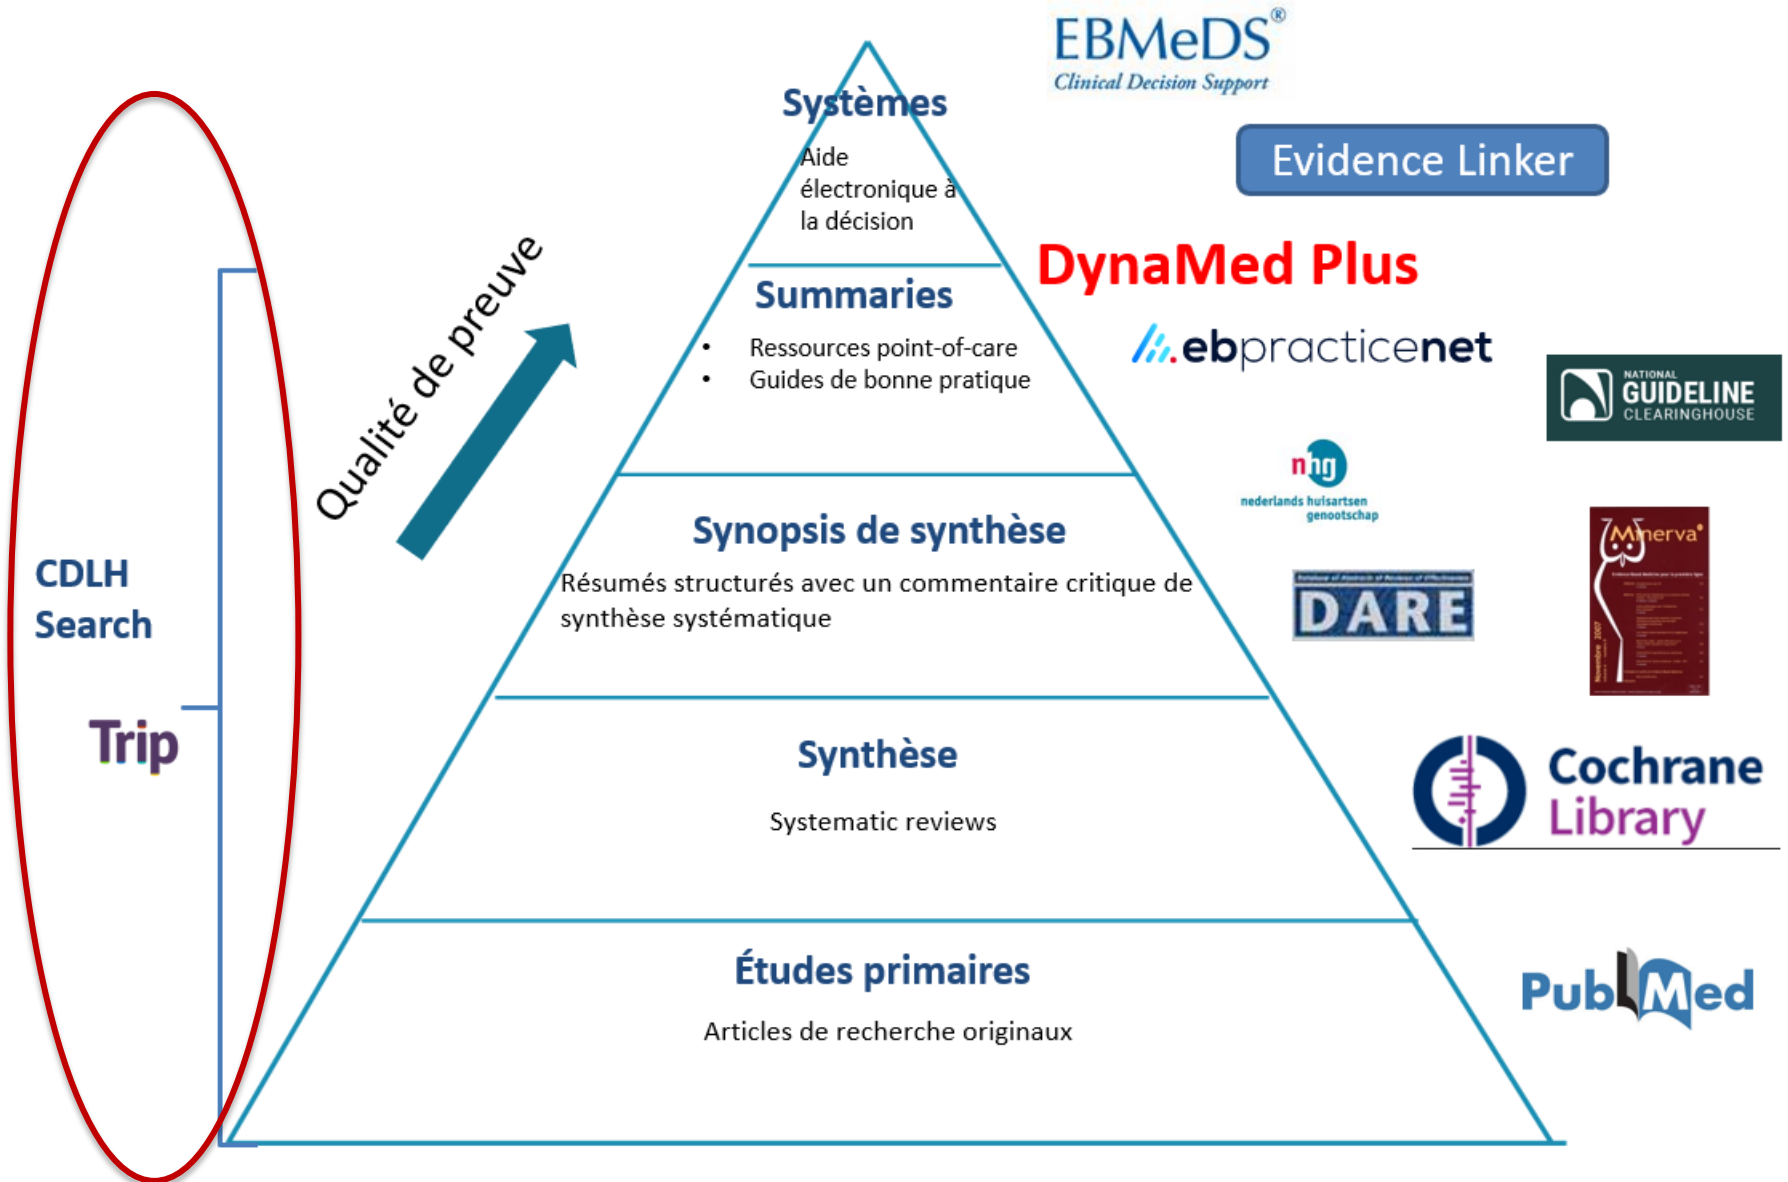 EBMeDS®
Clinical Decision Support
Evidence Linker
Systèmes
Aide
électronique à
la décision
DynaMed Plus
Qualité de preuve
Summaries
• Ressources point-of-care
• Guides de bonne pratique
ebpracticenet
NATIONAL
GUIDELINE
CLEARINGHOUSE
nhg
nederlands huisartsen
genootschap
Synopsis de synthèse
Résumés structurés avec un commentaire critique de
synthèse systématique
Minerva
Novembre 2007
DARE
CDLH
Search
Trip
Synthèse
Systematic reviews
Cochrane
Library
Études primaires
Articles de recherche originaux
PubMed